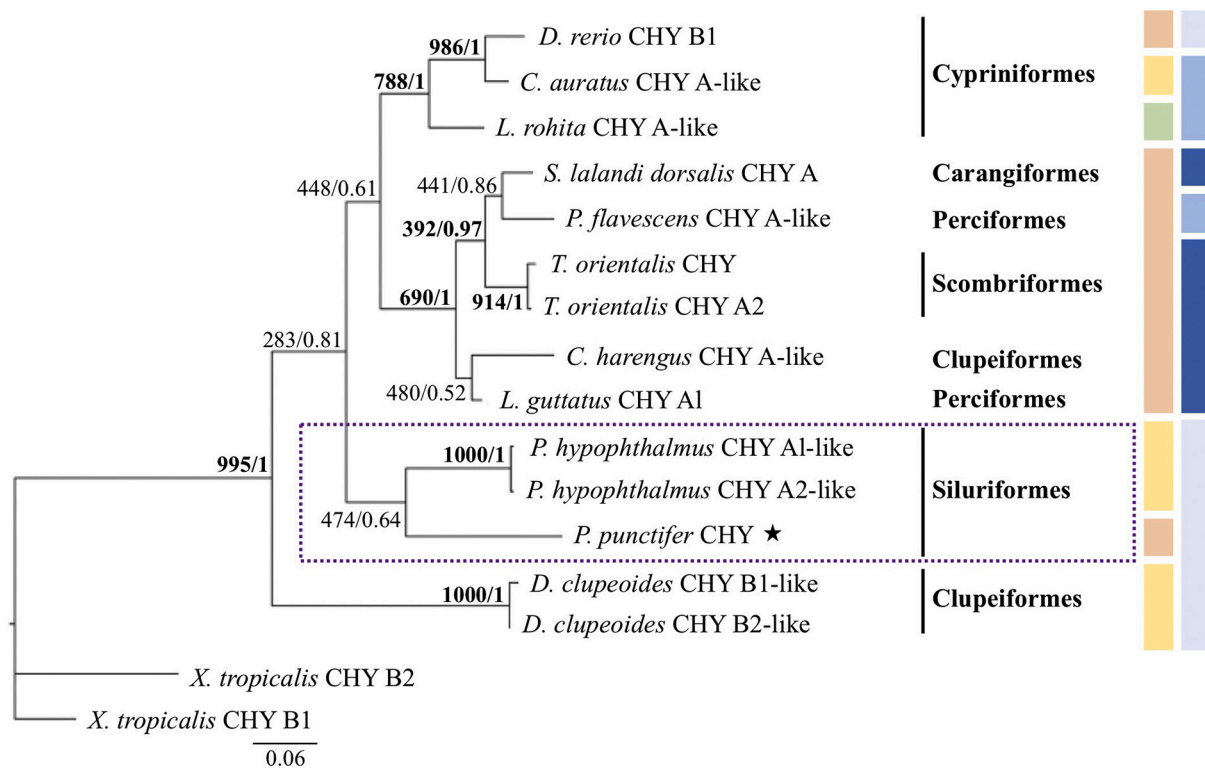 D. rerio CHY B1
986/1
C. auratus CHY A-like
788/1
Cypriniformes
L. rohita CHY A-like
S. lalandi dorsalis CHY A
Carangiformes
441/0.86
448/0.61
P. flavescens CHY A-like
Perciformes
392/0.97
T. orientalis CHY
Scombriformes
690/1
914/1
T. orientalis CHY A2
283/0.81
C. harengus CHY A-like
Clupeiformes
480/0.52
L. guttatus CHY Al
Perciformes
P. hypophthalmus CHY Al-like
1000/1
995/1
P. hypophthalmus CHY A2-like
Siluriformes
474/0.64
P. punctifer CHY ★
D. clupeoides CHY B1-like
1000/1
Clupeiformes
D. clupeoides CHY B2-like
X. tropicalis CHY B2
X. tropicalis CHY B1
0.06